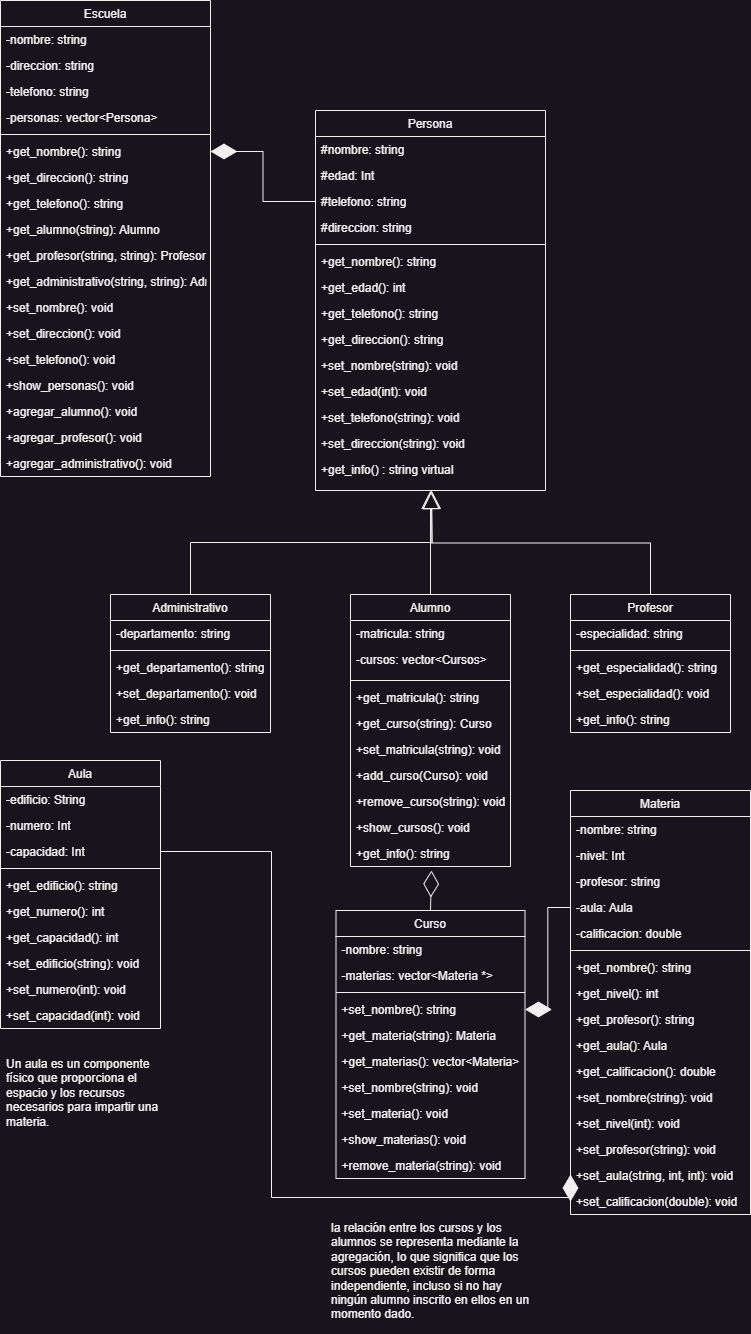 Escuela
-nombre: string
-direccion: string
-telefono: string
-personas: vector<Persona>
+get_nombre(): string
+get_direccion(): string
+get_telefono(): string
+get_alumno(string): Alumno
+get_profesor(string, string): Profesor
+get_administrativo(string, string): Adı
+set_nombre(): void
+set_direccion(): void
+set_telefono(): void
+show_personas(): void
+agregar_alumno(): void
+agregar_profesor(): void
+agregar_administrativo(): void
Persona
#nombre: string
#edad: Int
#telefono: string
#direccion: string
+get_nombre(): string
+get_edad(): int
+get_telefono(): string
+get_direccion(): string
+set_nombre(string): void
+set_edad(int): void
+set_telefono(string): void
+set_direccion(string): void
+get_info() : string virtual
Administrativo
-departamento: string
+get_departamento(): string
+set_departamento(): void
+get_info(): string
Alumno
-matricula: string
-cursos: vector<Cursos>
+get_matricula(): string
+get_curso(string): Curso
+set_matricula(string): void
+add_curso(Curso): void
+remove_curso(string): void
+show_cursos(): void
+get_info(): string
Profesor
-especialidad: string
+get_especialidad(): string
+set_especialidad(): void
+get_info(): string
Aula
-edificio: String
-numero: Int
-capacidad: Int
+get_edificio(): string
+get_numero(): int
+get_capacidad(): int
+set_edificio(string): void
+set_numero(int): void
+set_capacidad(int): void
Un aula es un componente
físico que proporciona el
espacio y los recursos
necesarios para impartir una
materia.
Curso
-nombre: string
-materias: vector<Materia *>
+set_nombre(): string
+get_materia(string): Materia
+get_materias(): vector<Materia>
+set_nombre(string): void
+set_materia(): void
+show_materias(): void
+remove_materia(string): void
Materia
-nombre: string
-nivel: Int
-profesor: string
-aula: Aula
-calificacion: double
+get_nombre(): string
+get_nivel(): int
+get_profesor(): string
+get_aula(): Aula
+get_calificacion(): double
+set_nombre(string): void
+set_nivel(int): void
+set_profesor(string): void
+set_aula(string, int, int): void
+set_calificacion(double): void
la relación entre los cursos y los
alumnos se representa mediante la
agregación, lo que significa que los
cursos pueden existir de forma
independiente, incluso si no hay
ningún alumno inscrito en ellos en un
momento dado.